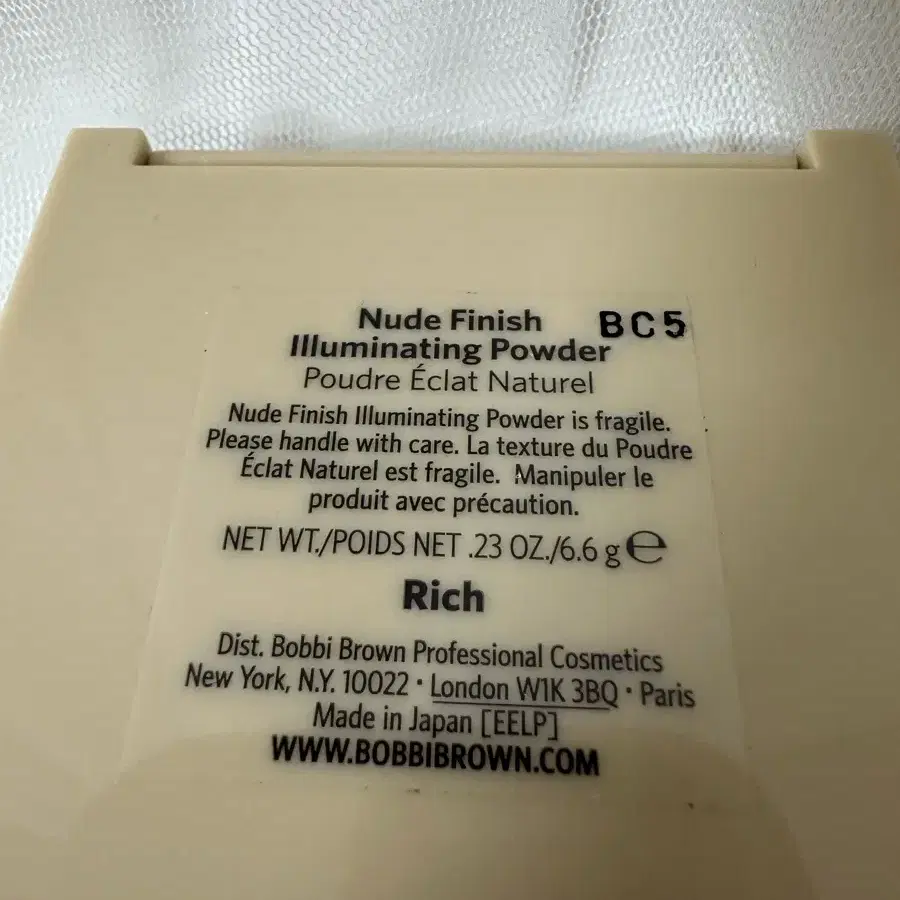 Nude Finish BC5
Illuminating Powder
Poudre Éclat Naturel
Nude Finish Illuminating Powder is fragile.
Please handle with care. La texture du Poudre
Éclat Naturel est fragile. Manipuler le
produit avec précaution.
NET WT./POIDS NET .23 OZ./6.6 g ℮
Rich
Dist. Bobbi Brown Professional Cosmetics
New York, N.Y. 10022 · London W1K 3BQ · Paris
Made in Japan [EELP]
WWW.BOBBIBROWN.COM